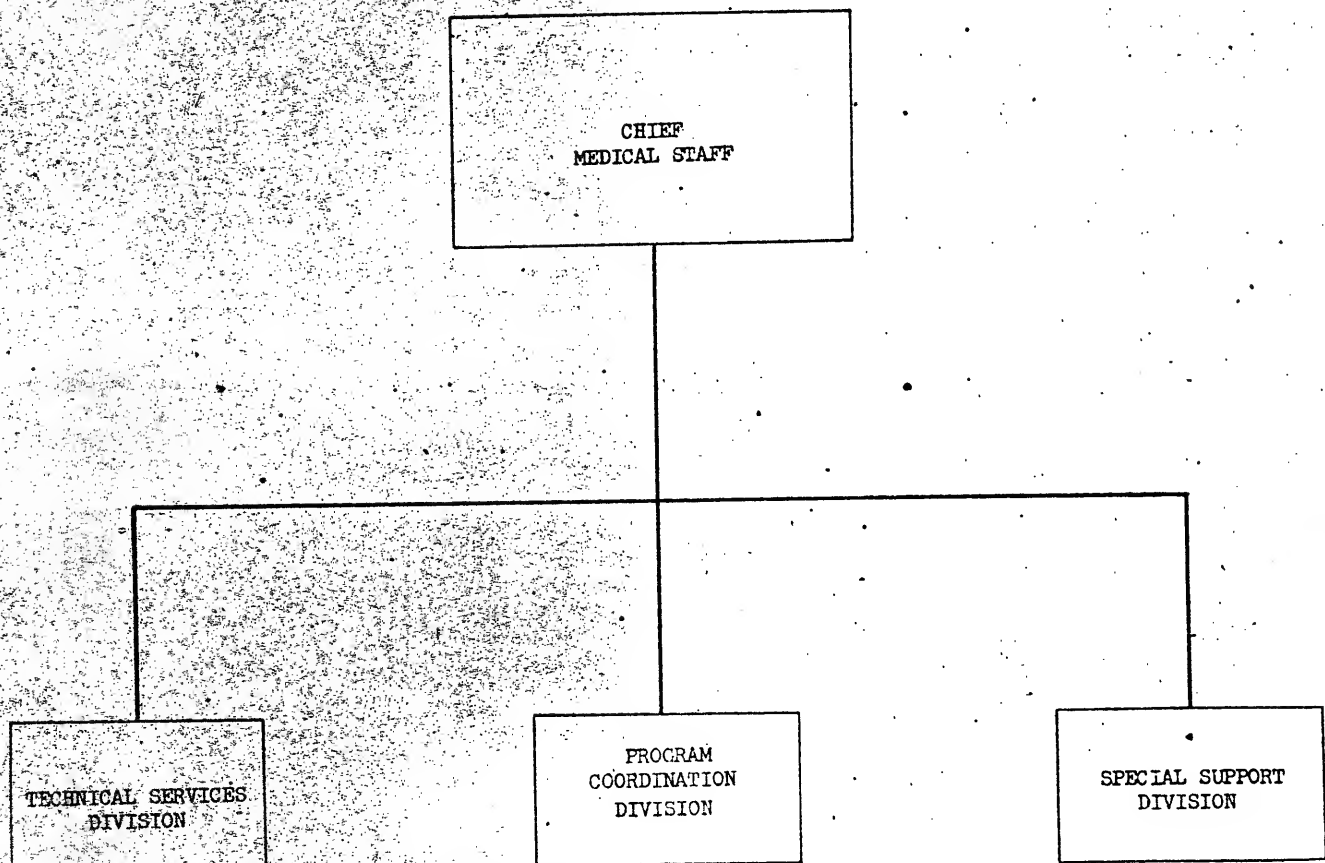 CHIEF
MEDICAL STAFF
TECHNICAL SERVICES
DIVISION
PROGRAM
COORDINATION
DIVISION
SPECIAL SUPPORT
DIVISION